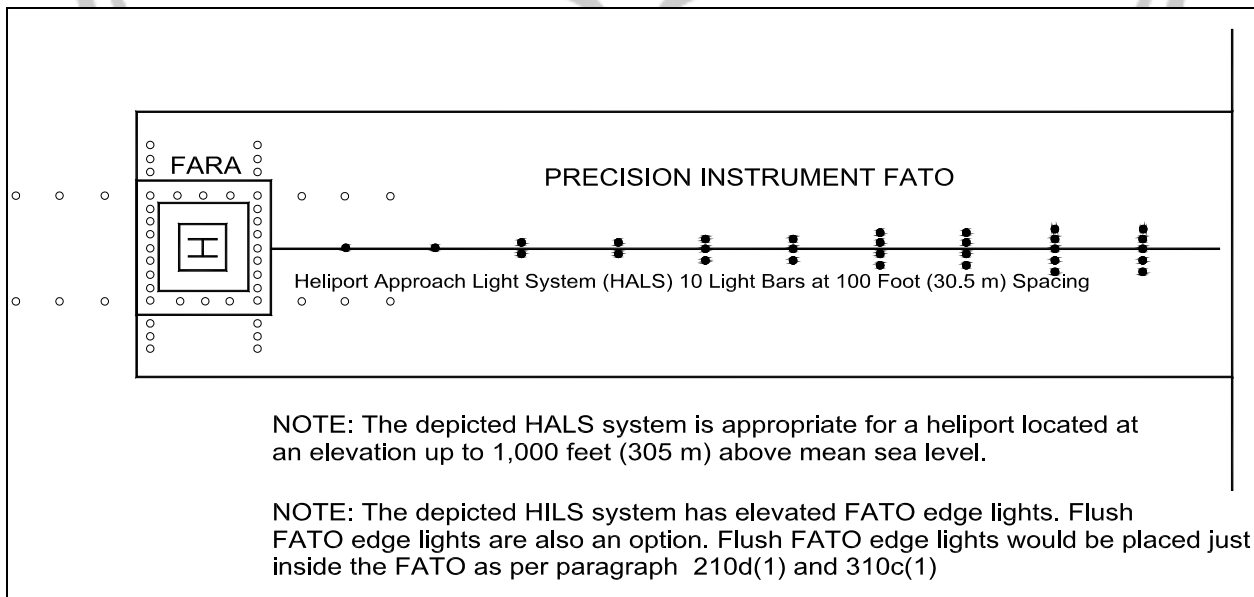 FARA
PRECISION INSTRUMENT FATO
H
Heliport Approach Light System (HALS) 10 Light Bars at 100 Foot (30.5 m) Spacing
NOTE: The depicted HALS system is appropriate for a heliport located at
an elevation up to 1,000 feet (305 m) above mean sea level.
NOTE: The depicted HILS system has elevated FATO edge lights. Flush
FATO edge lights are also an option. Flush FATO edge lights would be placed just
inside the FATO as per paragraph 210d(1) and 310c(1)